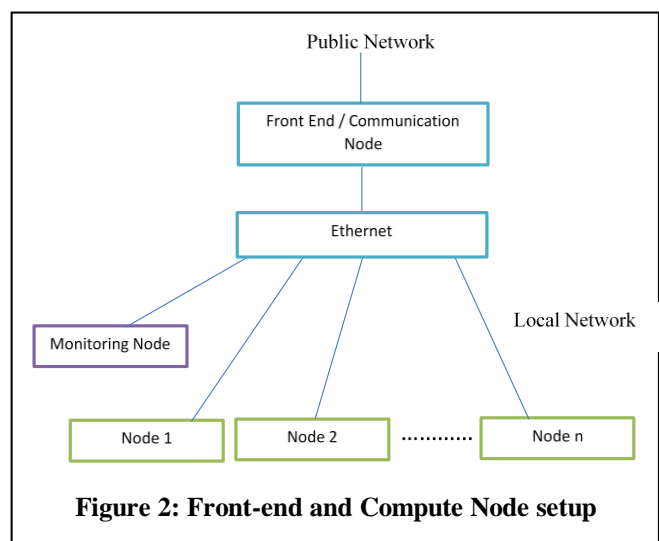 Public Network
Front End / Communication
Node
Ethernet
Local Network
Monitoring Node
Node 1
Node 2
............
Node n
Figure 2: Front-end and Compute Node setup